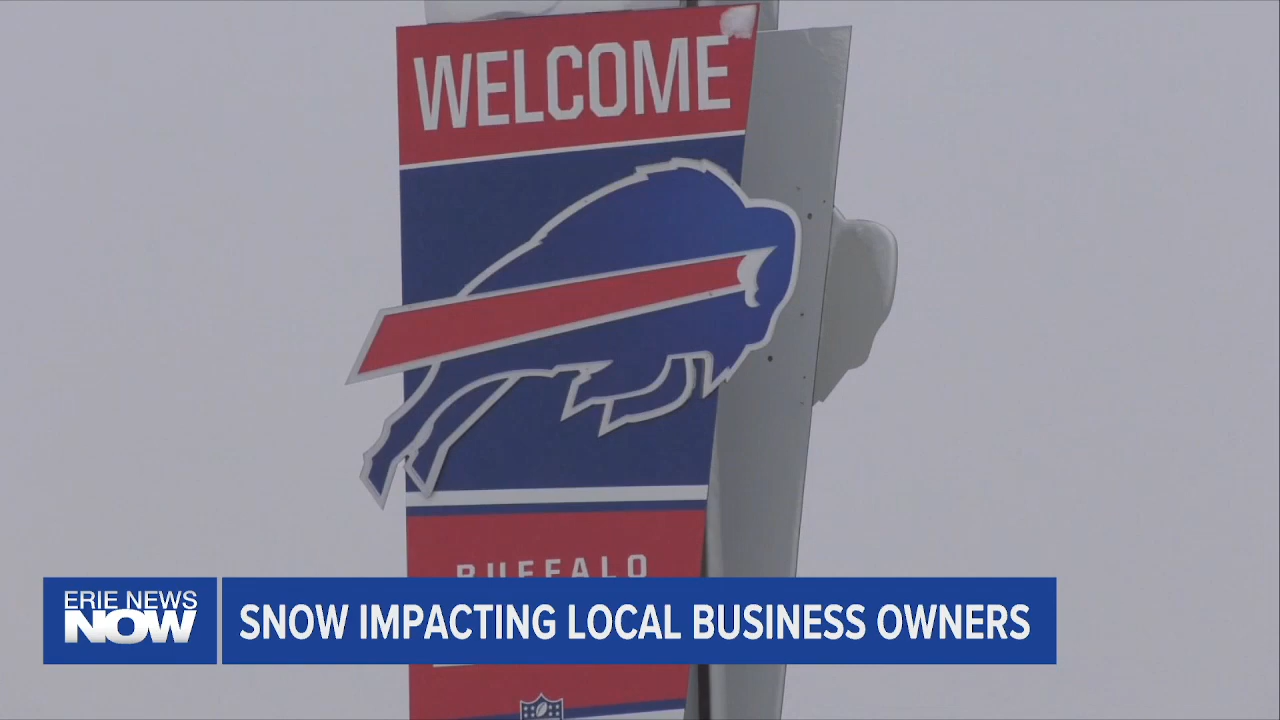 WELCOME
BUFFALO
ERIE NEWS
NOW
SNOW IMPACTING LOCAL BUSINESS OWNERS